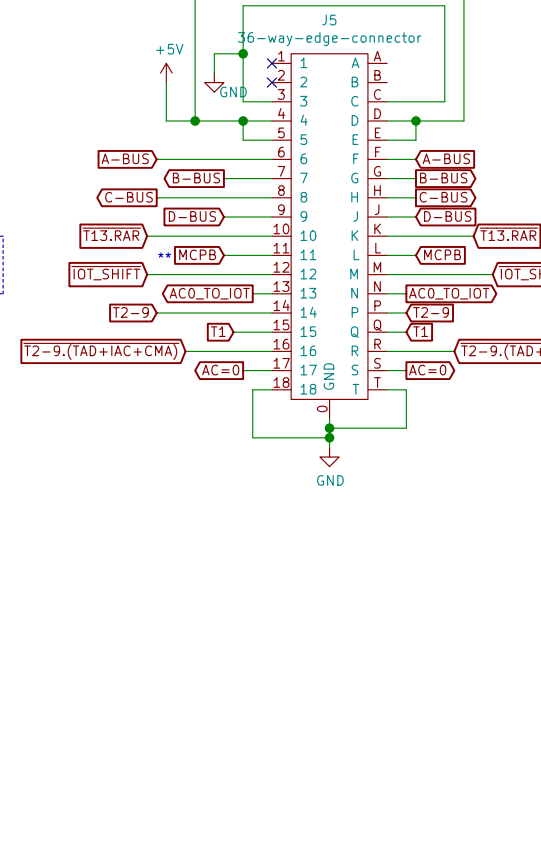 J5
36-way-edge-connector
+5V
GND
1 1 A A
2 2 B B
3 3 C C
4 4 D D
5 5 E E
A-BUS 6 6 F F A-BUS
B-BUS 7 7 G G B-BUS
C-BUS 8 8 H H C-BUS
D-BUS 9 9 J J D-BUS
T13.RAR 10 10 K K T13.RAR
** MCPB 11 11 L L MCPB
IOT_SHIFT 12 12 M M IOT_SH
AC0_TO_IOT 13 13 N N AC0_TO_IOT
T2-9 14 14 P P T2-9
T1 15 15 Q Q T1
T2-9.(TAD+IAC+CMA) 16 16 R R T2-9.(TAD+
AC=0 17 17 S S AC=0
18 18 T T
GND
0
GND